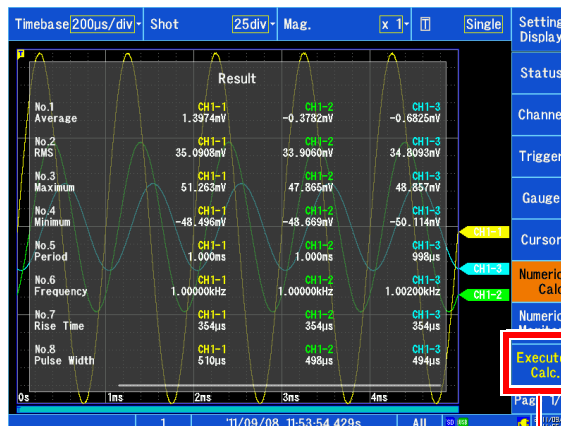 Timebase 200µs/div Shot 25div Mag. x 1 Single
Setting
Display
Status
Channel
Trigger
Gauge
Cursor
Numeric
Calc
Numeric
Monitor
Execute
Calc.
Page 1/
Result
No.1 CH1-1 CH1-2 CH1-3
Average 1.3974mV -0.3782mV -0.6825mV
No.2 CH1-1 CH1-2 CH1-3
RMS 35.0908mV 33.9060mV 34.8093mV
No.3 CH1-1 CH1-2 CH1-3
Maximum 51.263mV 47.865mV 48.857mV
No.4 CH1-1 CH1-2 CH1-3
Minimum -48.496mV -48.669mV -50.114mV
No.5 CH1-1 CH1-2 CH1-3
Period 1.000ms 1.000ms 998µs
No.6 CH1-1 CH1-2 CH1-3
Frequency 1.00000kHz 1.00000kHz 1.00200kHz
No.7 CH1-1 CH1-2 CH1-3
Rise Time 354µs 354µs 354µs
No.8 CH1-1 CH1-2 CH1-3
Pulse Width 510µs 498µs 494µs
CH1-1
CH1-3
CH1-2
0s 1ms 2ms 3ms 4ms
1 '11/09/08 11:53:54.429s All SD